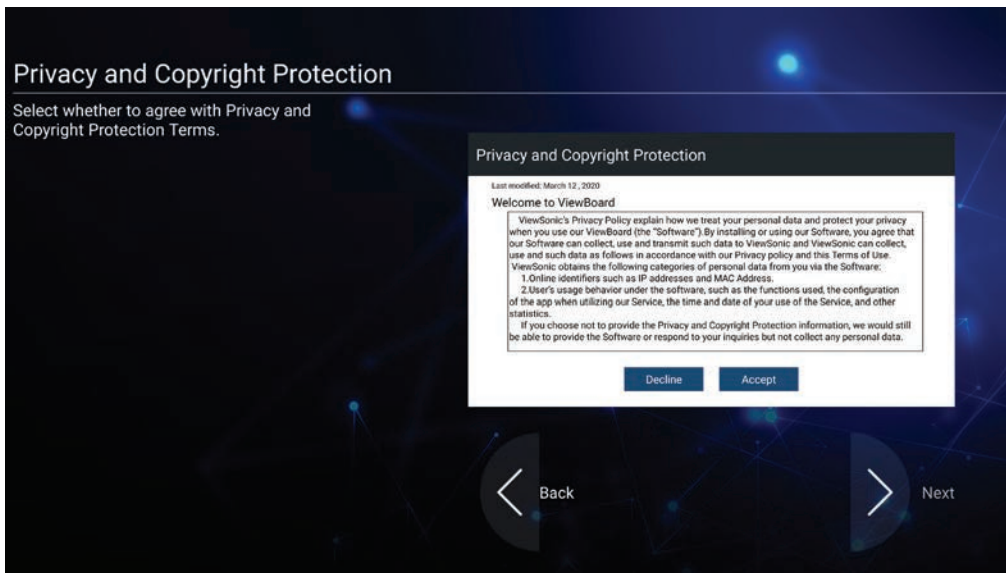 Privacy and Copyright Protection
Select whether to agree with Privacy and
Copyright Protection Terms.
Privacy and Copyright Protection
Last modified: March 12 , 2020
Welcome to ViewBoard
ViewSonic's Privacy Policy explain how we treat your personal data and protect your privacy
when you use our ViewBoard (the "Software").By installing or using our Software, you agree that
our Software can collect, use and transmit such data to ViewSonic and ViewSonic can collect,
use and such data as follows in accordance with our Privacy policy and this Terms of Use.
ViewSonic obtains the following categories of personal data from you via the Software:
1.Online identifiers such as IP addresses and MAC Address.
2.User's usage behavior under the software, such as the functions used, the configuration
of the app when utilizing our Service, the time and date of your use of the Service, and other
statistics.
If you choose not to provide the Privacy and Copyright Protection information, we would still
be able to provide the Software or respond to your inquiries but not collect any personal data.
Decline
Accept
Back
Next